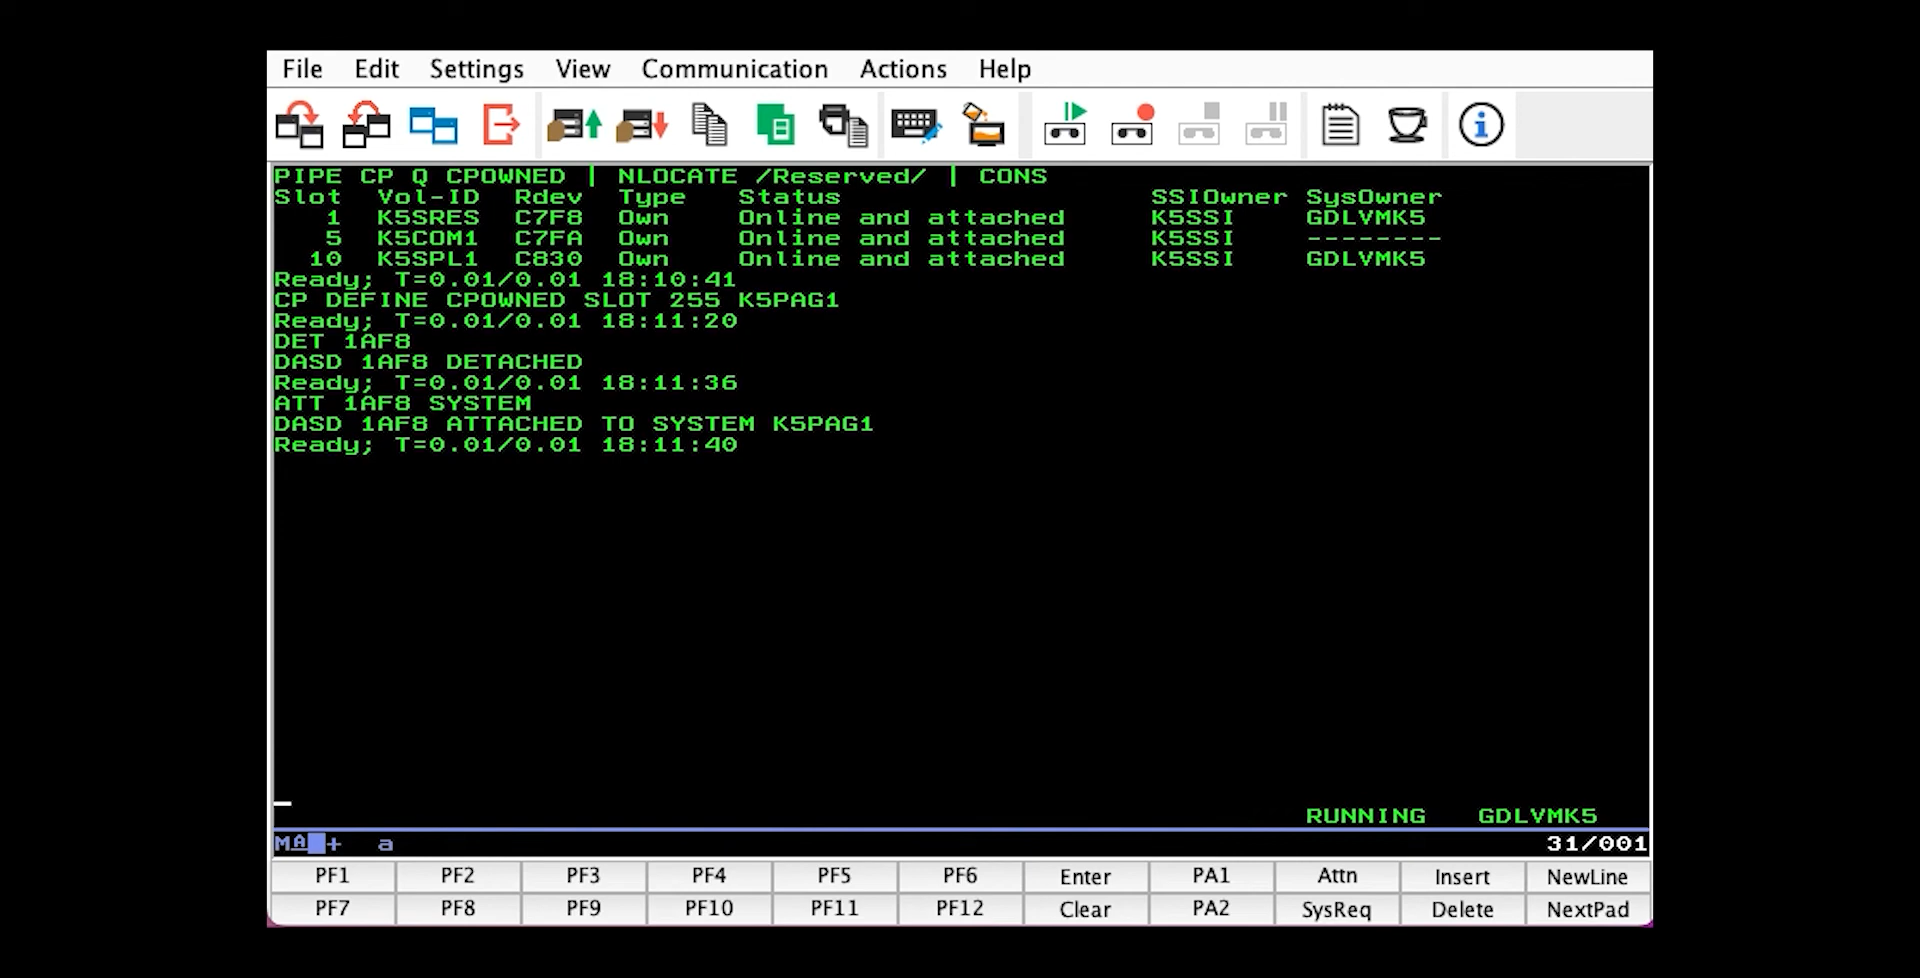 File Edit Settings View Communication Actions Help
PIPE CP Q CPOWNED | NLOCATE /Reserved/ | CONS
Slot Vol-ID Rdev Type Status SSIOwner SysOwner
1 K5SRES C7F8 Own Online and attached K5SSI GDLVMK5
5 K5COM1 C7FA Own Online and attached K5SSI --------
10 K5SPL1 C830 Own Online and attached K5SSI GDLVMK5
Ready; T=0.01/0.01 18:10:41
CP DEFINE CPOWNED SLOT 255 K5PAG1
Ready; T=0.01/0.01 18:11:20
DET 1AF8
DASD 1AF8 DETACHED
Ready; T=0.01/0.01 18:11:36
ATT 1AF8 SYSTEM
DASD 1AF8 ATTACHED TO SYSTEM K5PAG1
Ready; T=0.01/0.01 18:11:40
RUNNING GDLVMK5
MA + a 31/001
PF1 PF2 PF3 PF4 PF5 PF6 Enter PA1 Attn Insert NewLine
PF7 PF8 PF9 PF10 PF11 PF12 Clear PA2 SysReq Delete NextPad